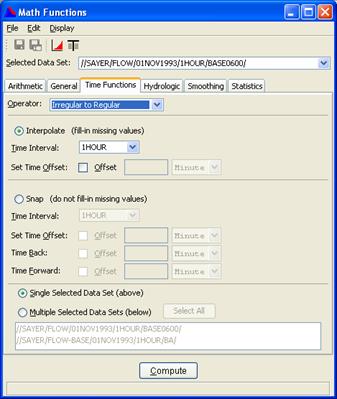 Math Functions
File Edit Display
Selected Data Set: //SAYER/FLOW/01NOV1993/1HOUR/BASE0600/
Arithmetic General Time Functions Hydrologic Smoothing Statistics
Operator: Irregular to Regular
Interpolate (fill-in missing values)
Time Interval: 1HOUR
Set Time Offset: Offset Minute
Snap (do not fill-in missing values)
Time Interval: 1HOUR
Set Time Offset: Offset Minute
Time Back: Offset Minute
Time Forward: Offset Minute
Single Selected Data Set (above)
Multiple Selected Data Sets (below) Select All
//SAYER/FLOW/01NOV1993/1HOUR/BASE0600/
//SAYER/FLOW-BASE/01NOV1993/1HOUR/BA/
Compute